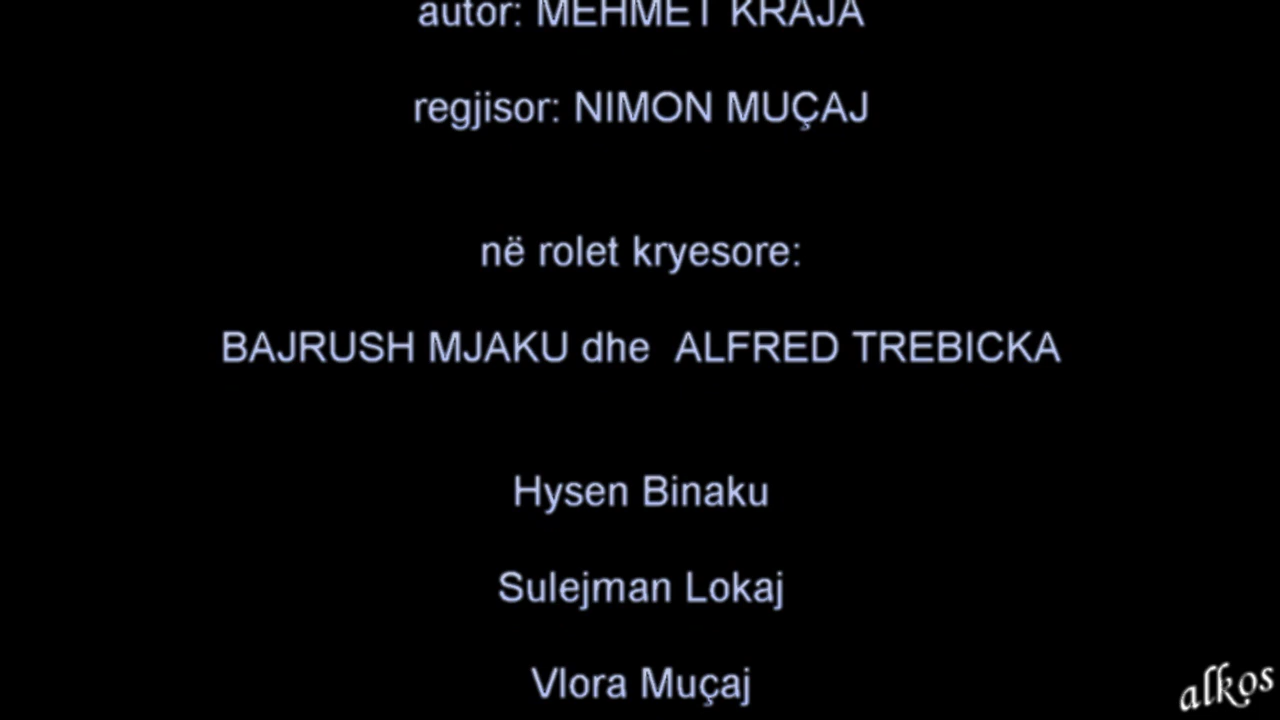 autor: MEHMET KRAJA
regjisor: NIMON MUÇAJ
në rolet kryesore:
BAJRUSH MJAKU dhe ALFRED TREBICKA
Hysen Binaku
Sulejman Lokaj
Vlora Muçaj
alkos